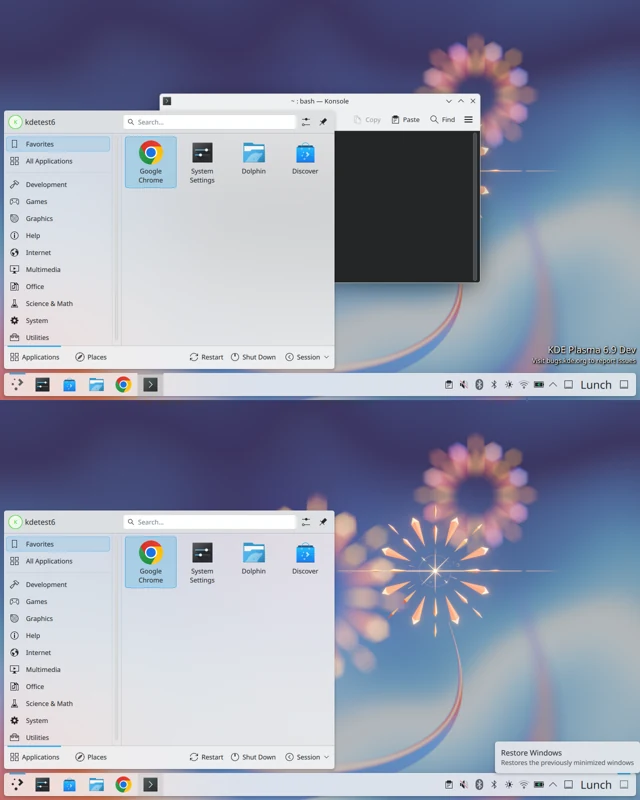 ~ : bash — Konsole
Copy Paste Find
K kdetest6 Search...
Favorites
All Applications
Development
Games
Graphics
Help
Internet
Multimedia
Office
Science & Math
System
Utilities
Google Chrome
System Settings
Dolphin
Discover
Applications Places Restart Shut Down Session
KDE Plasma 6.9 Dev
Visit bugs.kde.org to report issues
Lunch
K kdetest6 Search...
Favorites
All Applications
Development
Games
Graphics
Help
Internet
Multimedia
Office
Science & Math
System
Utilities
Google Chrome
System Settings
Dolphin
Discover
Applications Places Restart Shut Down Session
Restore Windows
Restores the previously minimized windows
Lunch